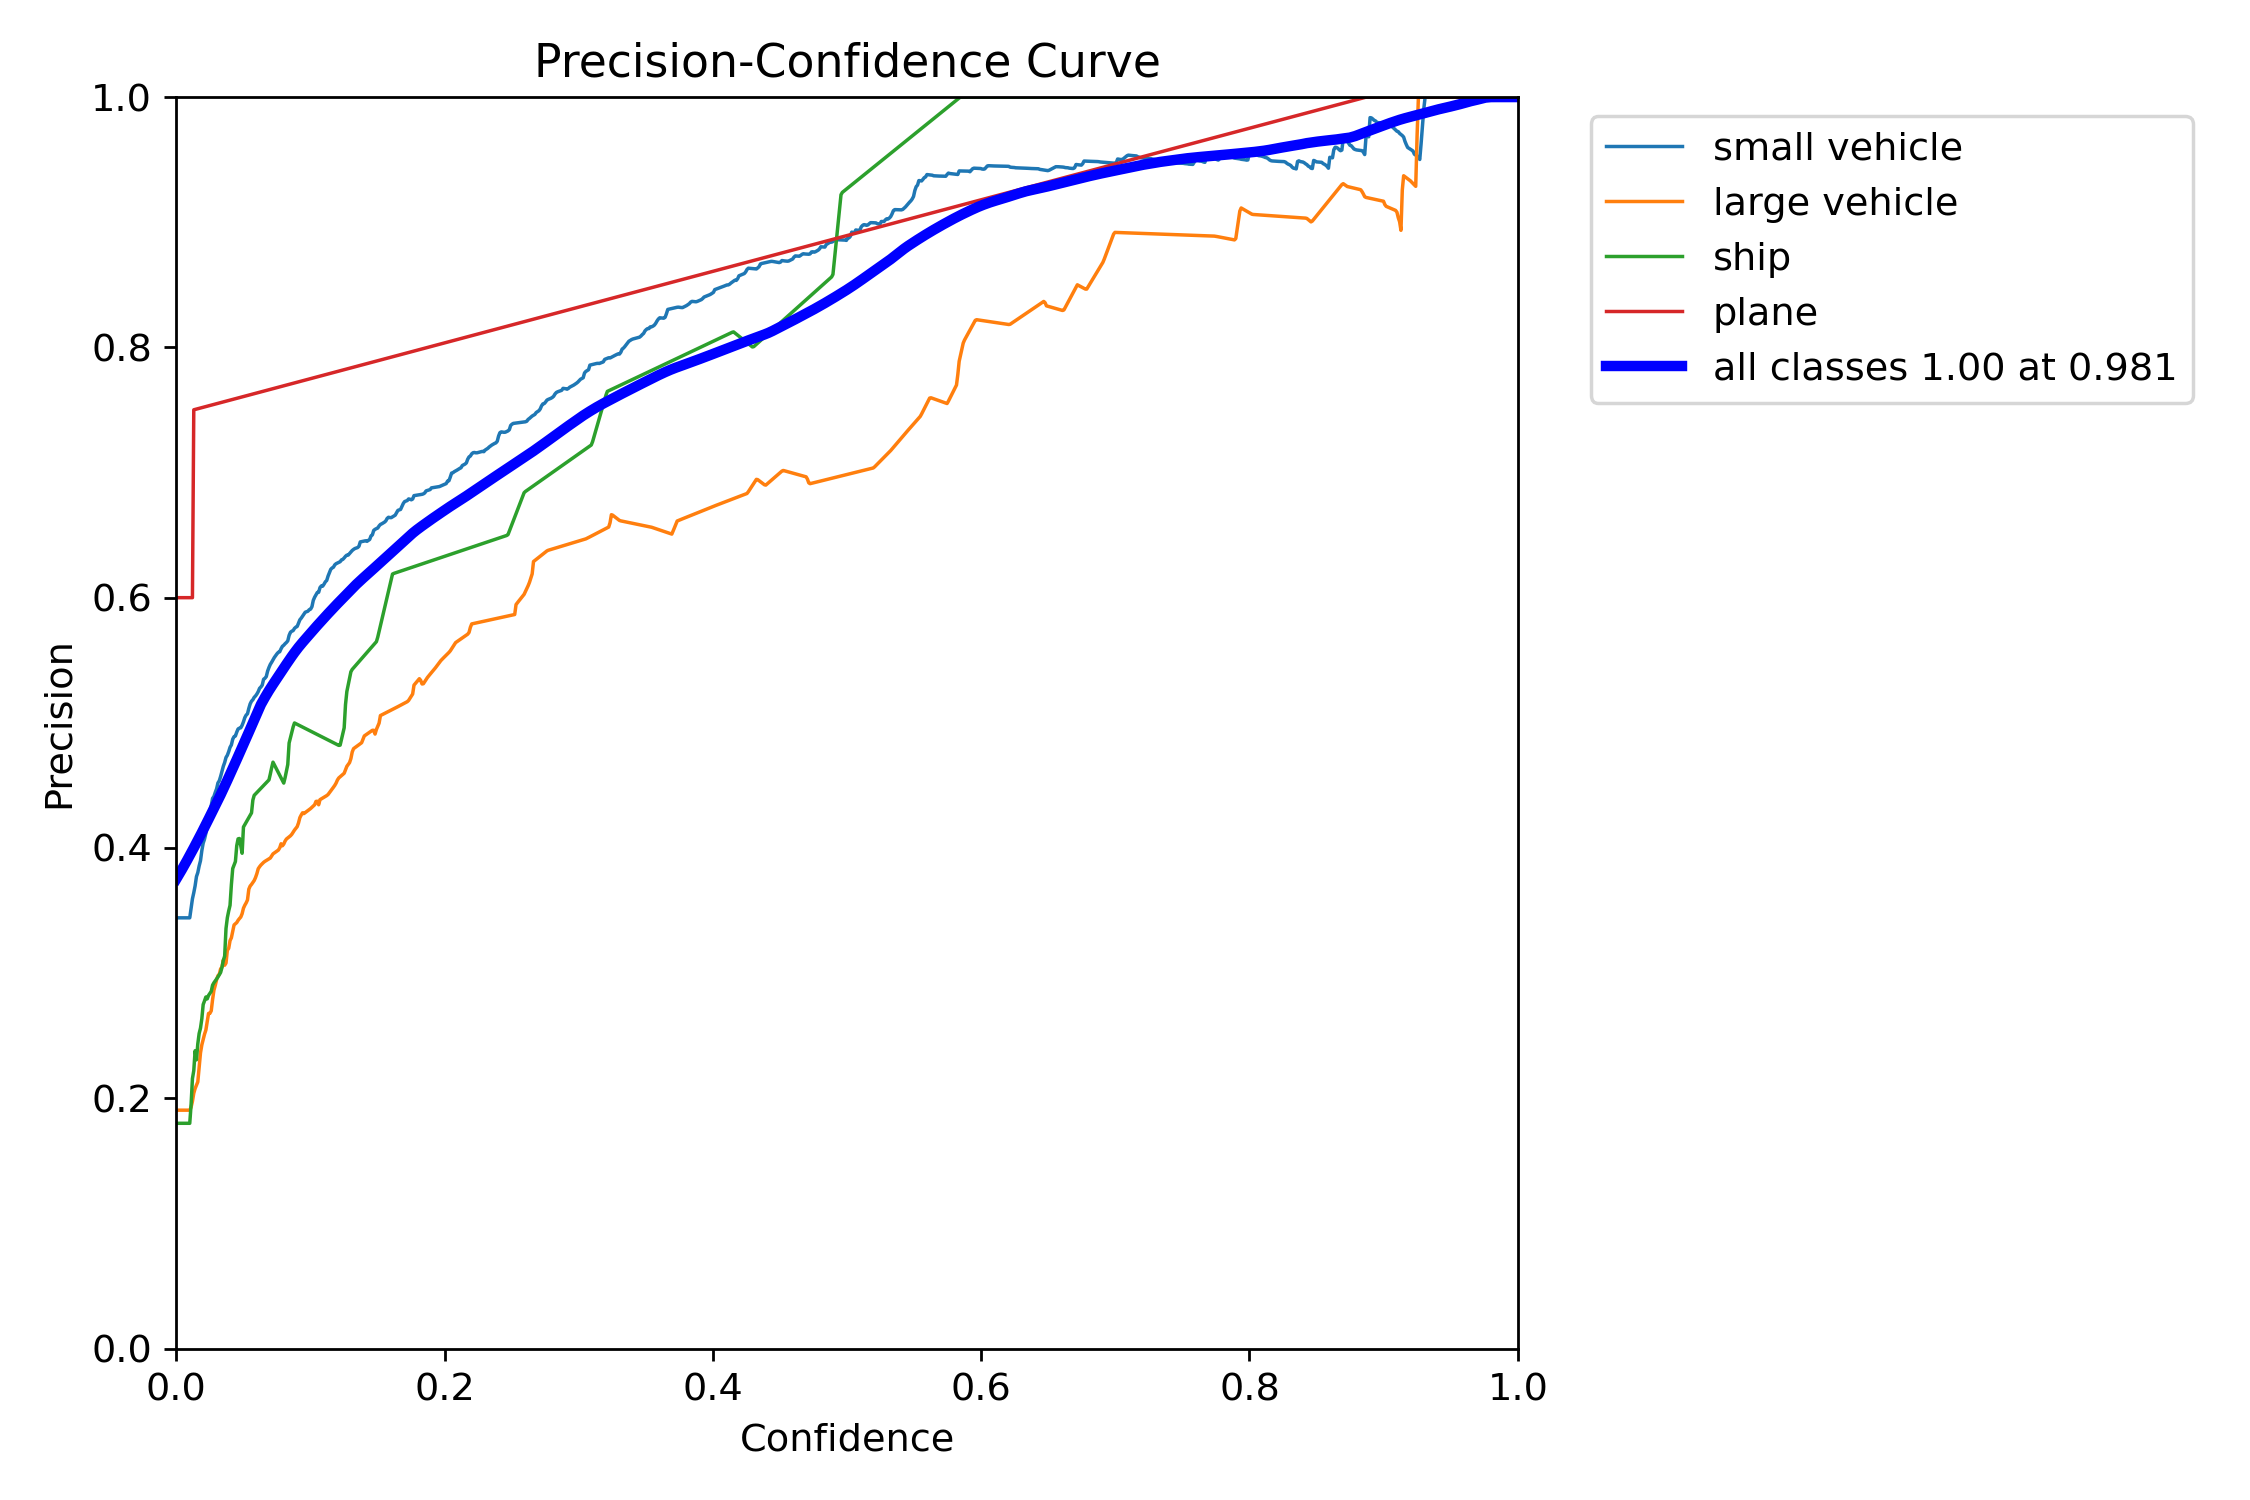 Precision-Confidence Curve
1.0
0.8
0.6
0.4
0.2
0.0
Precision
0.0 0.2 0.4 0.6 0.8 1.0
Confidence
small vehicle
large vehicle
ship
plane
all classes 1.00 at 0.981